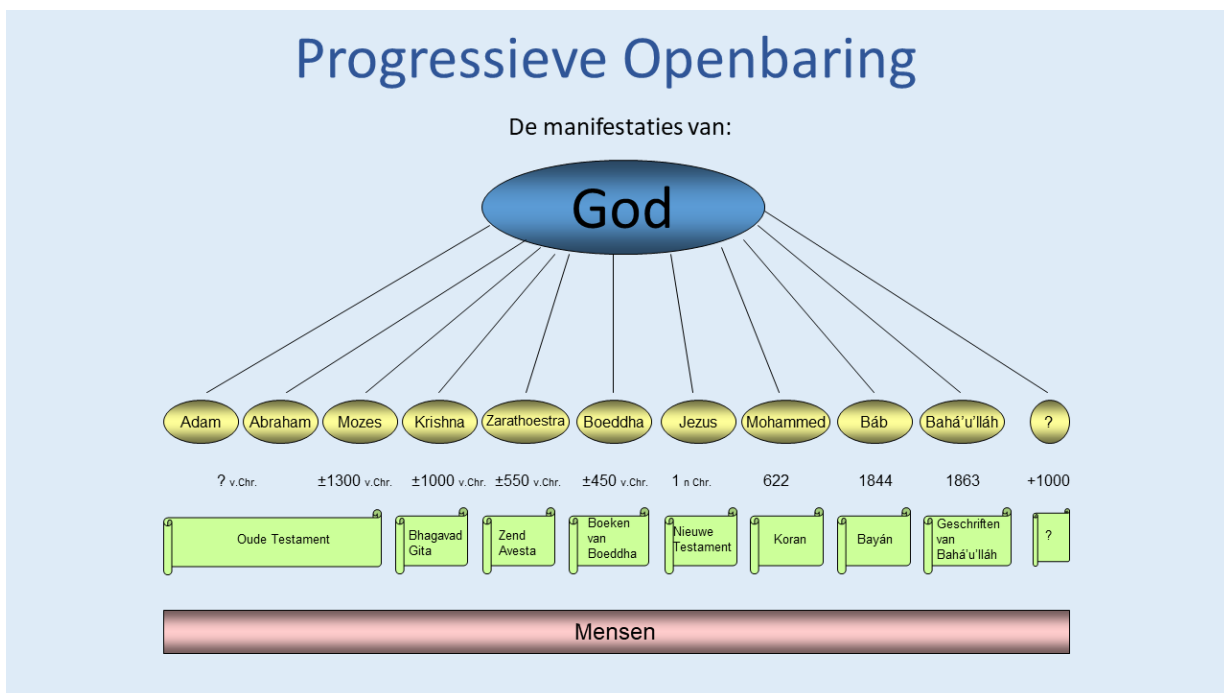 Progressieve Openbaring
De manifestaties van:
God
Adam Abraham Mozes Krishna Zarathoestra Boeddha Jezus Mohammed Báb Bahá'u'lláh ?
? v.Chr. ±1300 v.Chr. ±1000 v.Chr. ±550 v.Chr. ±450 v.Chr. 1 n Chr. 622 1844 1863 +1000
Oude Testament
Bhagavad
Gita
Zend
Avesta
Boeken
van
Boeddha
Nieuwe
Testament
Koran
Bayán
Geschriften
van
Bahá'u'lláh
?
Mensen